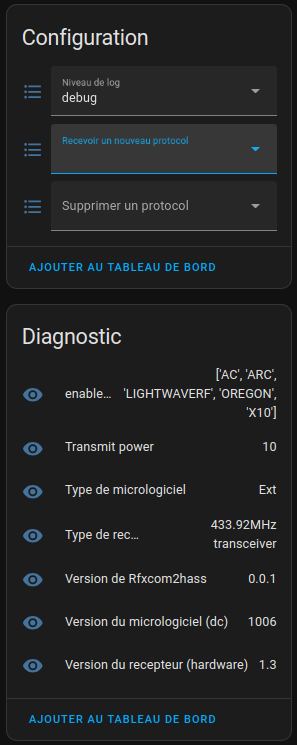 Configuration
Niveau de log
debug
Recevoir un nouveau protocol
Supprimer un protocol
AJOUTER AU TABLEAU DE BORD
Diagnostic
['AC', 'ARC',
enable... 'LIGHTWAVERF', 'OREGON',
'X10']
Transmit power 10
Type de micrologiciel Ext
433.92MHz
Type de rec...
transceiver
Version de Rfxcom2hass 0.0.1
Version du micrologiciel (dc) 1006
Version du recepteur (hardware) 1.3
AJOUTER AU TABLEAU DE BORD